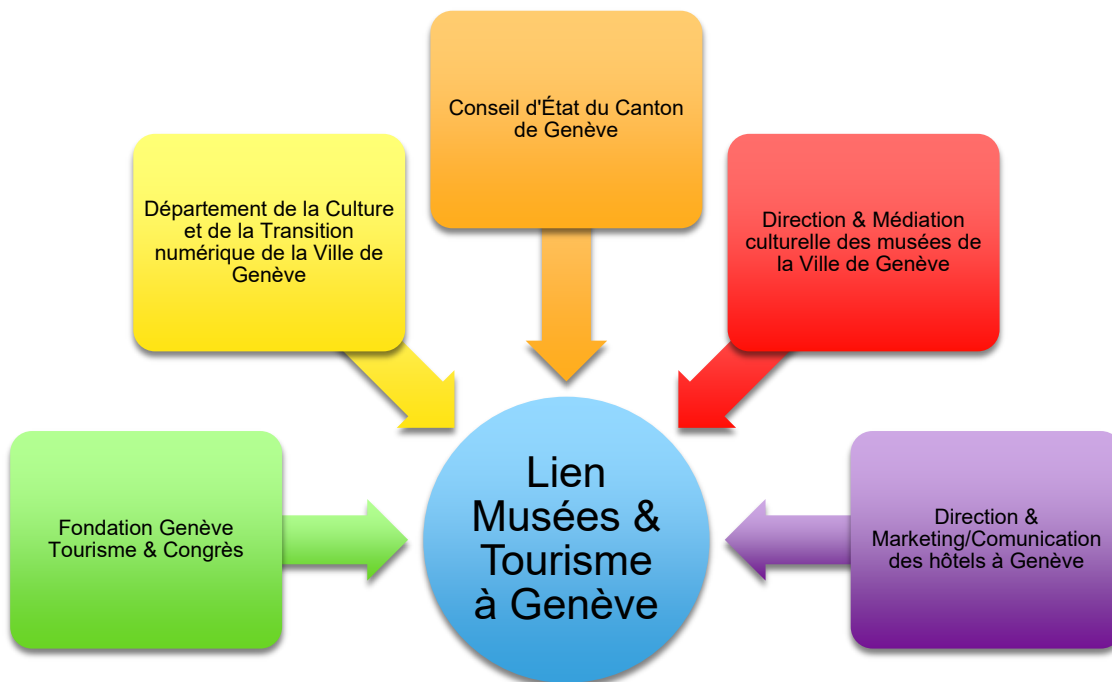 Conseil d'État du Canton
de Genève
Département de la Culture
et de la Transition
numérique de la Ville de
Genève
Direction & Médiation
culturelle des musées de
la Ville de Genève
Fondation Genève
Tourisme & Congrès
Lien
Musées &
Tourisme
à Genève
Direction &
Marketing/Comunication
des hôtels à Genève